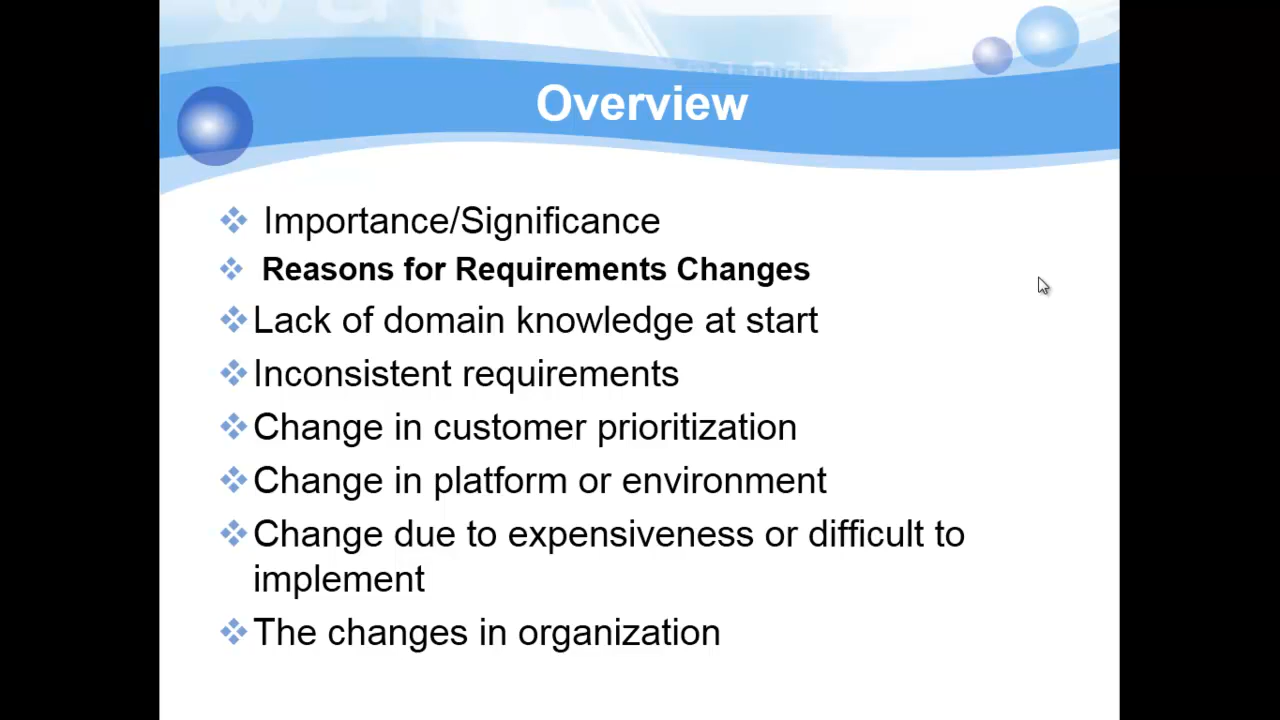 Overview
Importance/Significance
Reasons for Requirements Changes
Lack of domain knowledge at start
Inconsistent requirements
Change in customer prioritization
Change in platform or environment
Change due to expensiveness or difficult to
implement
The changes in organization